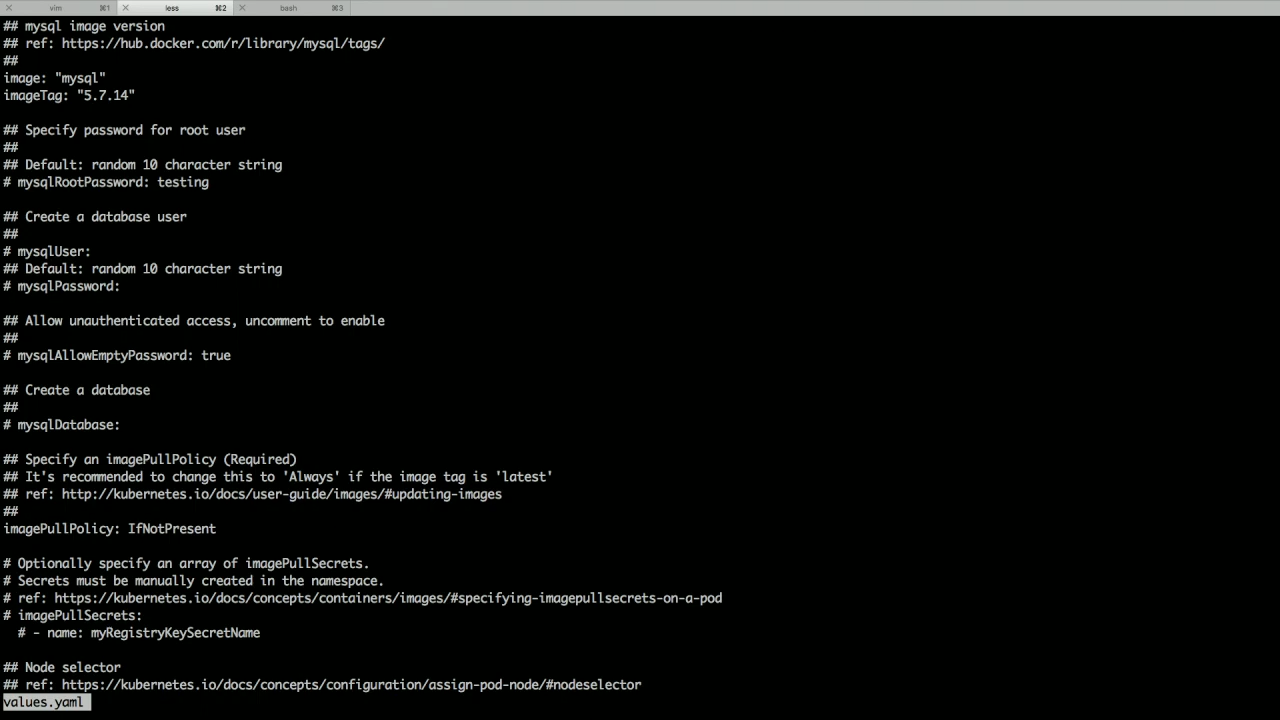 vim ⌘1 less ⌘2 bash ⌘3
## mysql image version
## ref: https://hub.docker.com/r/library/mysql/tags/
##
image: "mysql"
imageTag: "5.7.14"
## Specify password for root user
##
## Default: random 10 character string
# mysqlRootPassword: testing
## Create a database user
##
# mysqlUser:
## Default: random 10 character string
# mysqlPassword:
## Allow unauthenticated access, uncomment to enable
##
# mysqlAllowEmptyPassword: true
## Create a database
##
# mysqlDatabase:
## Specify an imagePullPolicy (Required)
## It's recommended to change this to 'Always' if the image tag is 'latest'
## ref: http://kubernetes.io/docs/user-guide/images/#updating-images
##
imagePullPolicy: IfNotPresent
# Optionally specify an array of imagePullSecrets.
# Secrets must be manually created in the namespace.
# ref: https://kubernetes.io/docs/concepts/containers/images/#specifying-imagepullsecrets-on-a-pod
# imagePullSecrets:
# - name: myRegistryKeySecretName
## Node selector
## ref: https://kubernetes.io/docs/concepts/configuration/assign-pod-node/#nodeselector
values.yaml